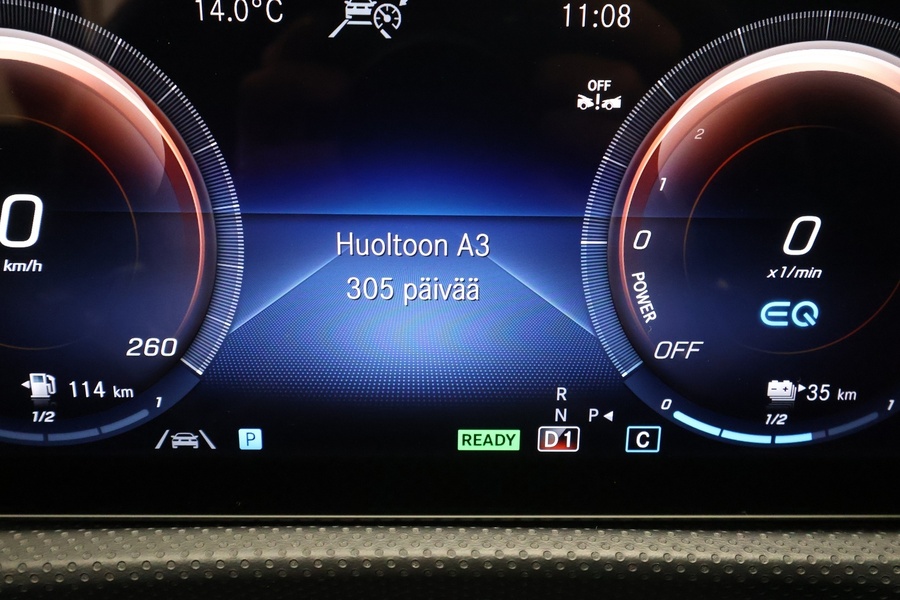 14.0°C
11:08
OFF
2
1
0
km/h
Huoltoon A3
0
0
x1/min
305 päivää
POWER
EQ
260
OFF
114 km
35 km
1/2
1
R
0
1/2
1
N
P
P
READY
D1
C